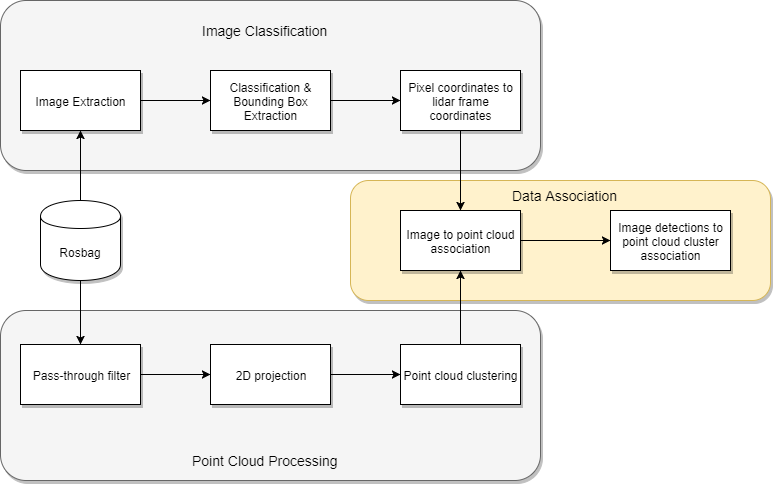 Image Classification
Image Extraction
Classification &
Bounding Box
Extraction
Pixel coordinates to
lidar frame
coordinates
Rosbag
Data Association
Image to point cloud
association
Image detections to
point cloud cluster
association
Pass-through filter
2D projection
Point cloud clustering
Point Cloud Processing